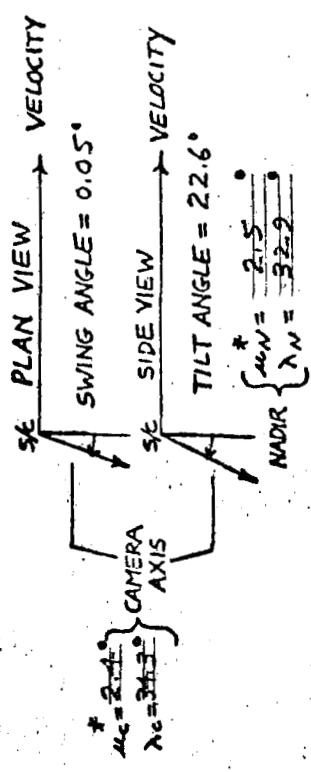 PLAN VIEW
S/C
VELOCITY
SWING ANGLE = 0.05°
SIDE VIEW
S/C
VELOCITY
TILT ANGLE = 22.6°
CAMERA AXIS
*
μc = 2.4°
λc = 34.3°
NADIR
*
μN = 2.5°
λN = 32.9°